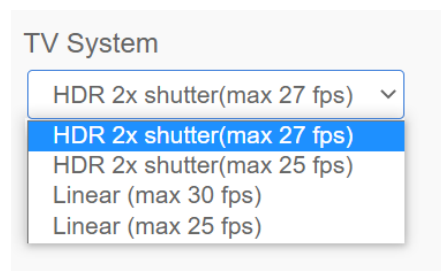 TV System
HDR 2x shutter(max 27 fps)
HDR 2x shutter(max 27 fps)
HDR 2x shutter(max 25 fps)
Linear (max 30 fps)
Linear (max 25 fps)